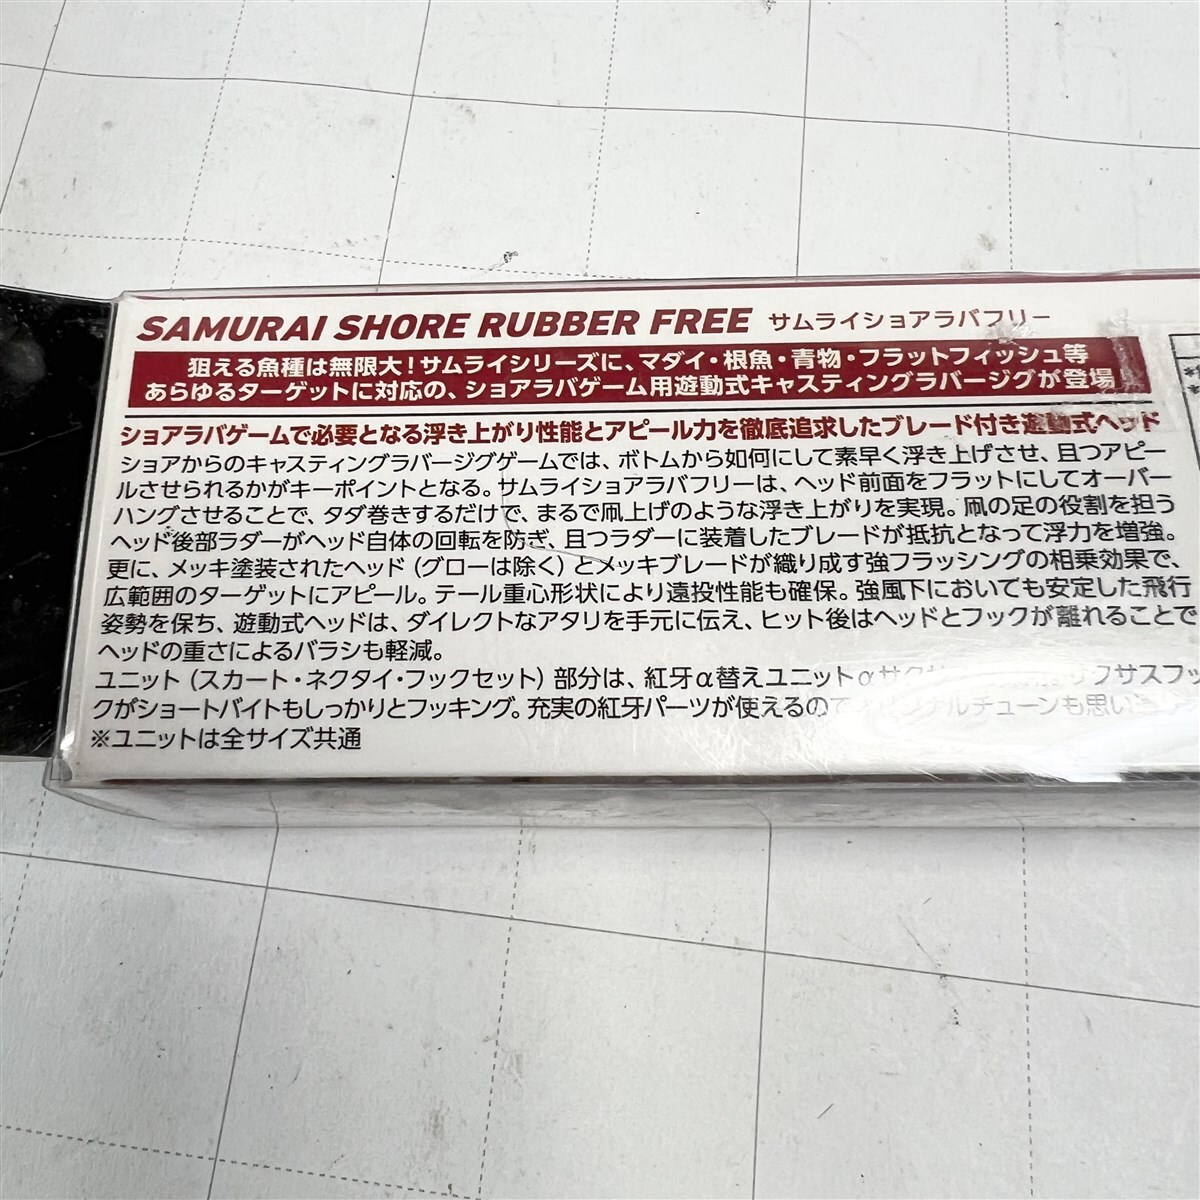 SAMURAI SHORE RUBBER FREE サムライショアラバフリー
狙える魚種は無限大！サムライシリーズに、マダイ・根魚・青物・フラットフィッシュ等
あらゆるターゲットに対応の、ショアラバゲーム用遊動式キャスティングラバージグが登場
ショアラバゲームで必要となる浮き上がり性能とアピール力を徹底追求したブレード付き遊動式ヘッド
ショアからのキャスティングラバージグゲームでは、ボトムから如何にして素早く浮き上げさせ、且つアピー
ルさせられるかがキーポイントとなる。サムライショアラバフリーは、ヘッド前面をフラットにしてオーバー
ハングさせることで、タダ巻きするだけで、まるで凧上げのような浮き上がりを実現。凧の足の役割を担う
ヘッド後部ラダーがヘッド自体の回転を防ぎ、且つラダーに装着したブレードが抵抗となって浮力を増強。
更に、メッキ塗装されたヘッド（グローは除く）とメッキブレードが織り成す強フラッシングの相乗効果で、
広範囲のターゲットにアピール。テール重心形状により遠投性能も確保。強風下においても安定した飛行
姿勢を保ち、遊動式ヘッドは、ダイレクトなアタリを手元に伝え、ヒット後はヘッドとフックが離れることで
ヘッドの重さによるバラシも軽減。
ユニット（スカート・ネクタイ・フックセット）部分は、紅牙α替えユニットα サクサスフッ
クがショートバイトもしっかりとフッキング。充実の紅牙パーツが使えるので ナルチューンも思い
※ユニットは全サイズ共通